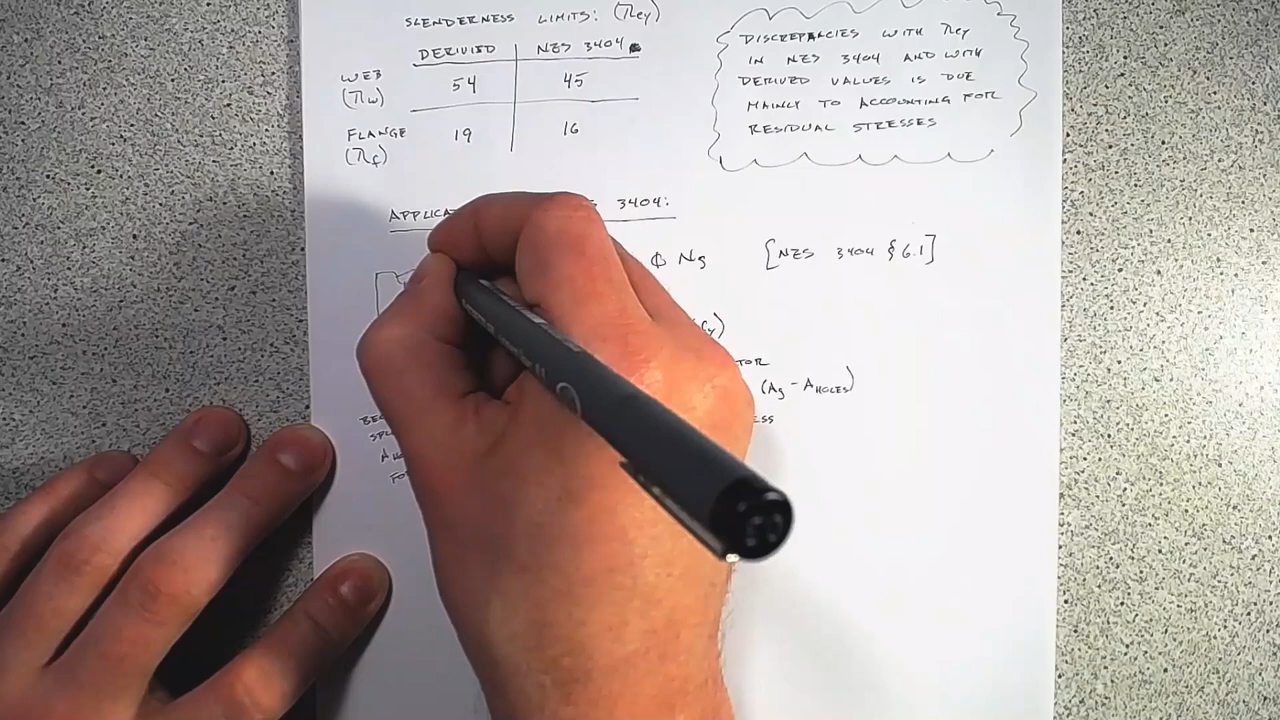 SLENDERNESS LIMITS: (λey)
DERIVED NZS 3404
WEB (λw) 54 45
FLANGE (λf) 19 16
DISCREPANCIES WITH λey
IN NZS 3404 AND WITH
DERIVED VALUES IS DUE
MAINLY TO ACCOUNTING FOR
RESIDUAL STRESSES
3404:
ϕ Ns [NZS 3404 § 6.1]
(Ag - AHOLES)